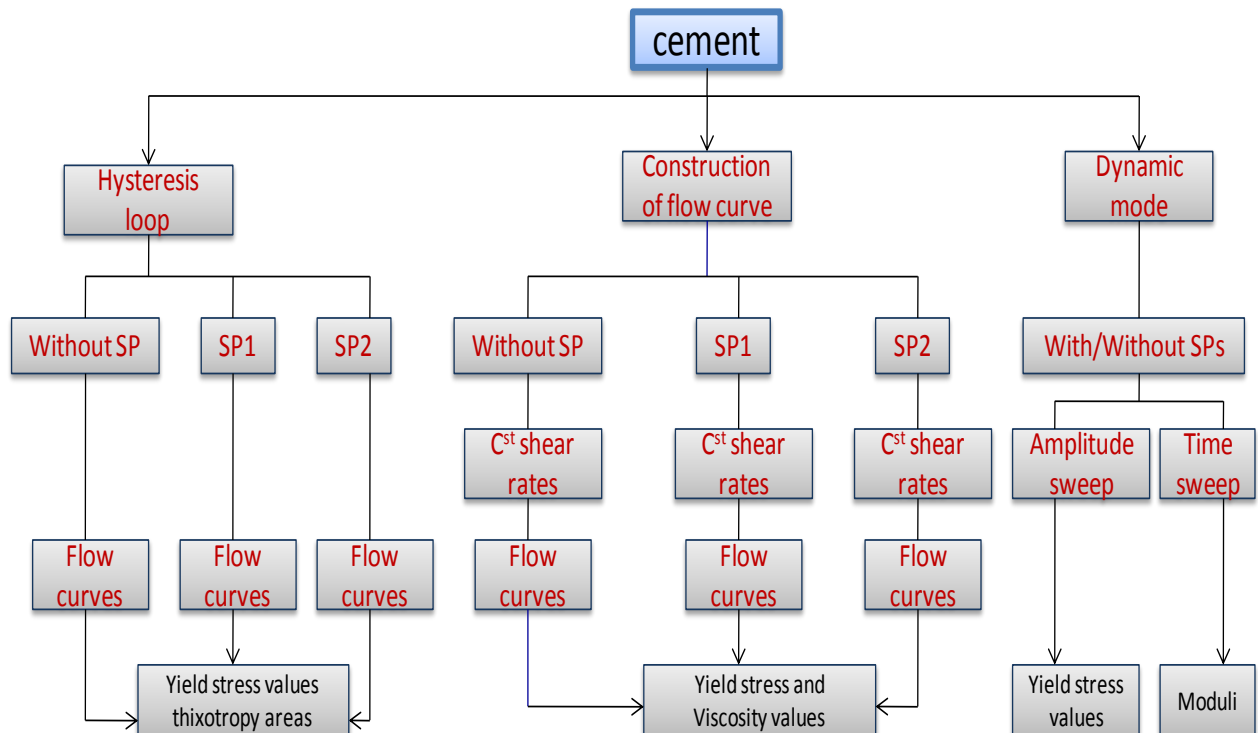 cement
Hysteresis
loop
Construction
of flow curve
Dynamic
mode
Without SP
SP1
SP2
Without SP
SP1
SP2
With/Without SPs
Cˢᵗ shear
rates
Cˢᵗ shear
rates
Cˢᵗ shear
rates
Amplitude
sweep
Time
sweep
Flow
curves
Flow
curves
Flow
curves
Flow
curves
Flow
curves
Flow
curves
Yield stress values
thixotropy areas
Yield stress and
Viscosity values
Yield stress
values
Moduli